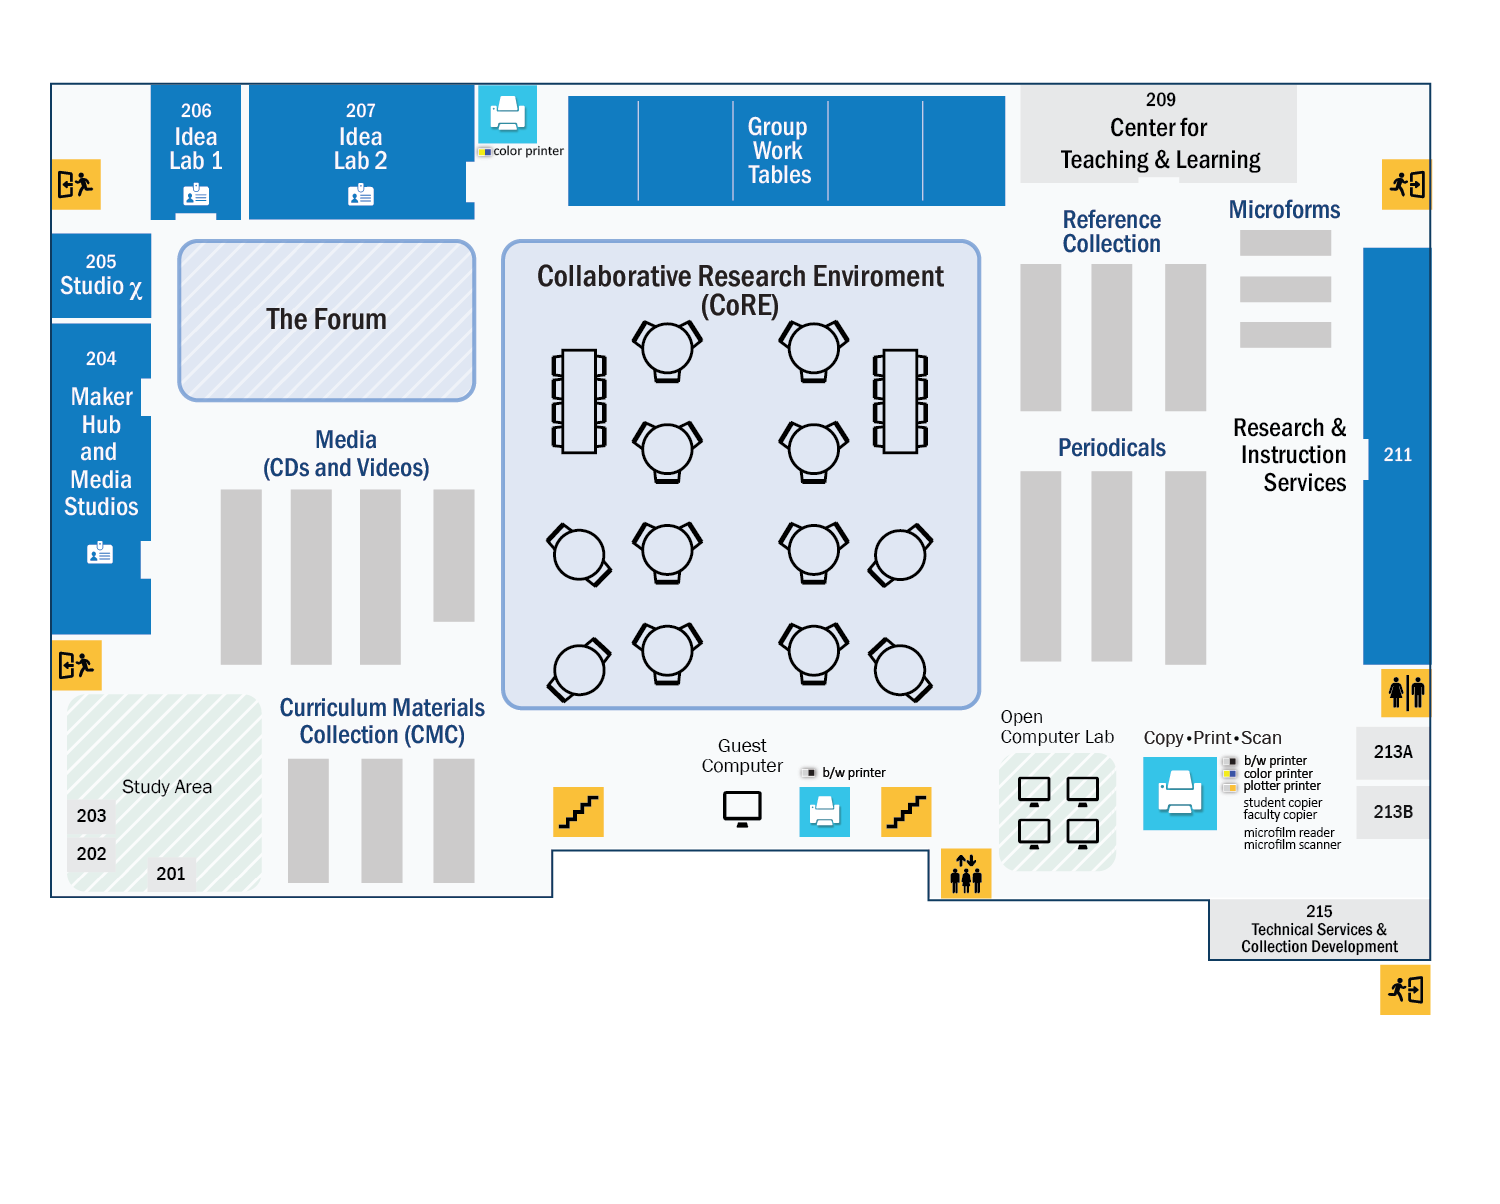 206
Idea
Lab 1
207
Idea
Lab 2
color printer
Group
Work
Tables
209
Center for
Teaching & Learning
Reference
Collection
Microforms
205
Studio χ
The Forum
Collaborative Research Enviroment
(CoRE)
204
Maker
Hub
and
Media
Studios
Media
(CDs and Videos)
Periodicals
Research &
Instruction
Services
211
Curriculum Materials
Collection (CMC)
Study Area
203
202
201
Guest
Computer
b/w printer
Open
Computer Lab
Copy•Print•Scan
b/w printer
color printer
plotter printer
student copier
faculty copier
microfilm reader
microfilm scanner
213A
213B
215
Technical Services &
Collection Development